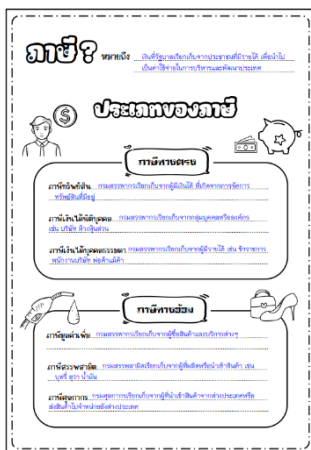 ภาษี ? หมายถึง เงินที่รัฐบาลเรียกเก็บจากประชาชนที่มีรายได้ เพื่อนำไป
เป็นค่าใช้จ่ายในการบริหารและพัฒนาประเทศ
ประเภทของภาษี
ภาษีทางตรง
ภาษีทรัพย์สิน กรมสรรพากรเรียกเก็บจากผู้มีเงินได้ ที่เกิดจากการจัดการ
ทรัพย์สินที่มีอยู่
ภาษีเงินได้นิติบุคคล กรมสรรพากรเรียกเก็บจากกลุ่มบุคคลหรือองค์กร
เช่น บริษัท ห้างหุ้นส่วน
ภาษีเงินได้บุคคลธรรมดา กรมสรรพากรเรียกเก็บจากผู้มีรายได้ เช่น ข้าราชการ
พนักงานบริษัท พ่อค้าแม่ค้า
ภาษีทางอ้อม
ภาษีมูลค่าเพิ่ม กรมสรรพากรเรียกเก็บจากผู้ซื้อสินค้าและบริการต่างๆ
ภาษีสรรพสามิต กรมสรรพสามิตเรียกเก็บจากผู้ผลิตหรือนำเข้าสินค้า เช่น
บุหรี่ สุรา น้ำมัน
ภาษีศุลกากร กรมศุลกากรเรียกเก็บจากผู้ที่นำเข้าสินค้าจากต่างประเทศหรือ
ส่งสินค้าไปจำหน่ายยังต่างประเทศ